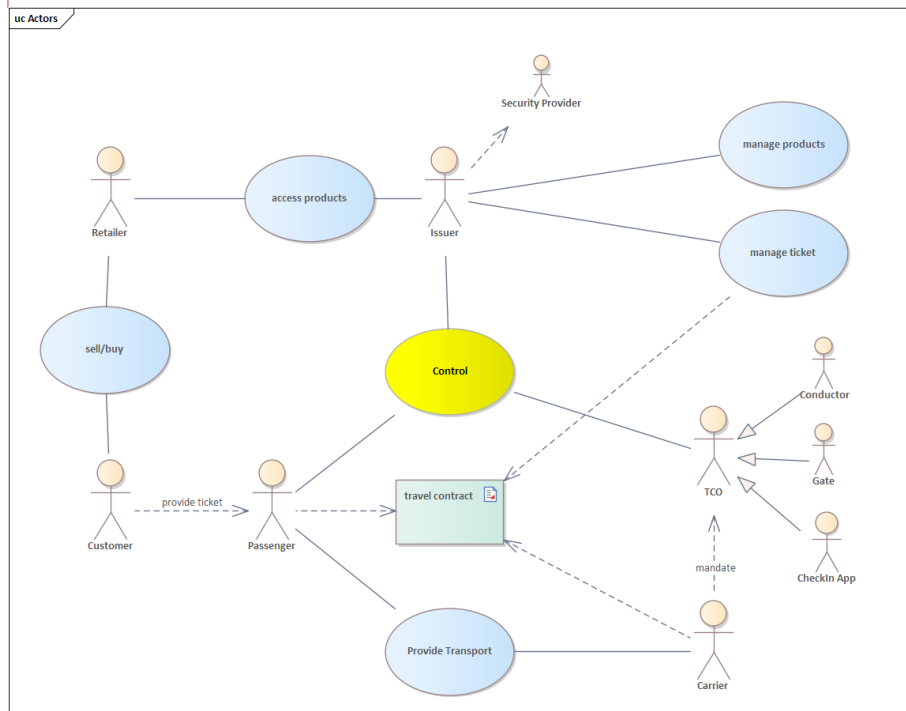 uc Actors
Security Provider
manage products
access products
Retailer
Issuer
manage ticket
sell/buy
Control
Conductor
travel contract
TCO
Gate
provide ticket
Customer
Passenger
CheckIn App
mandate
Provide Transport
Carrier